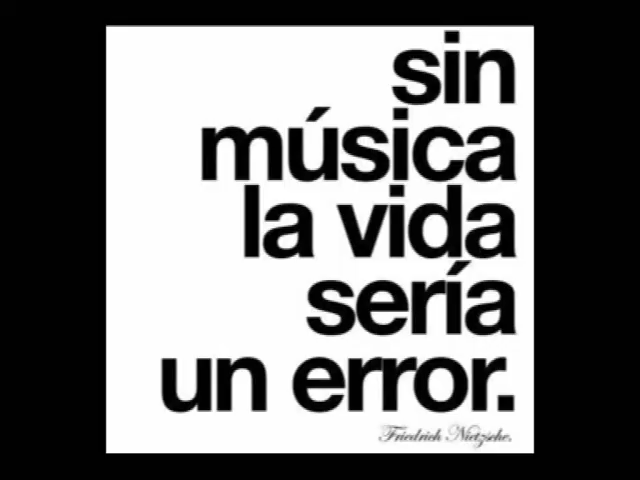 sin
música
la vida
sería
un error.
Friedrich Nietzsche.